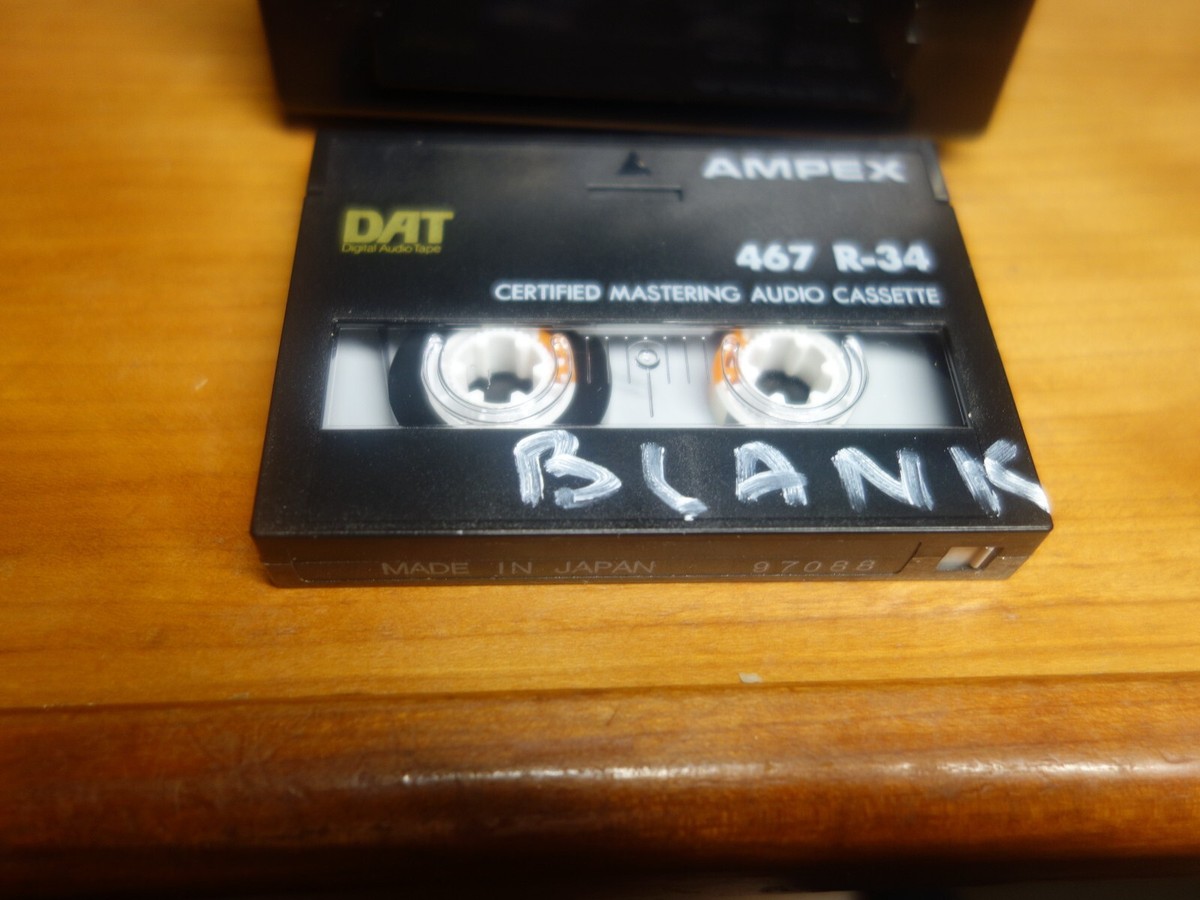 AMPEX
DAT
Digital Audio Tape
467 R-34
CERTIFIED MASTERING AUDIO CASSETTE
BLANK
MADE IN JAPAN 97088